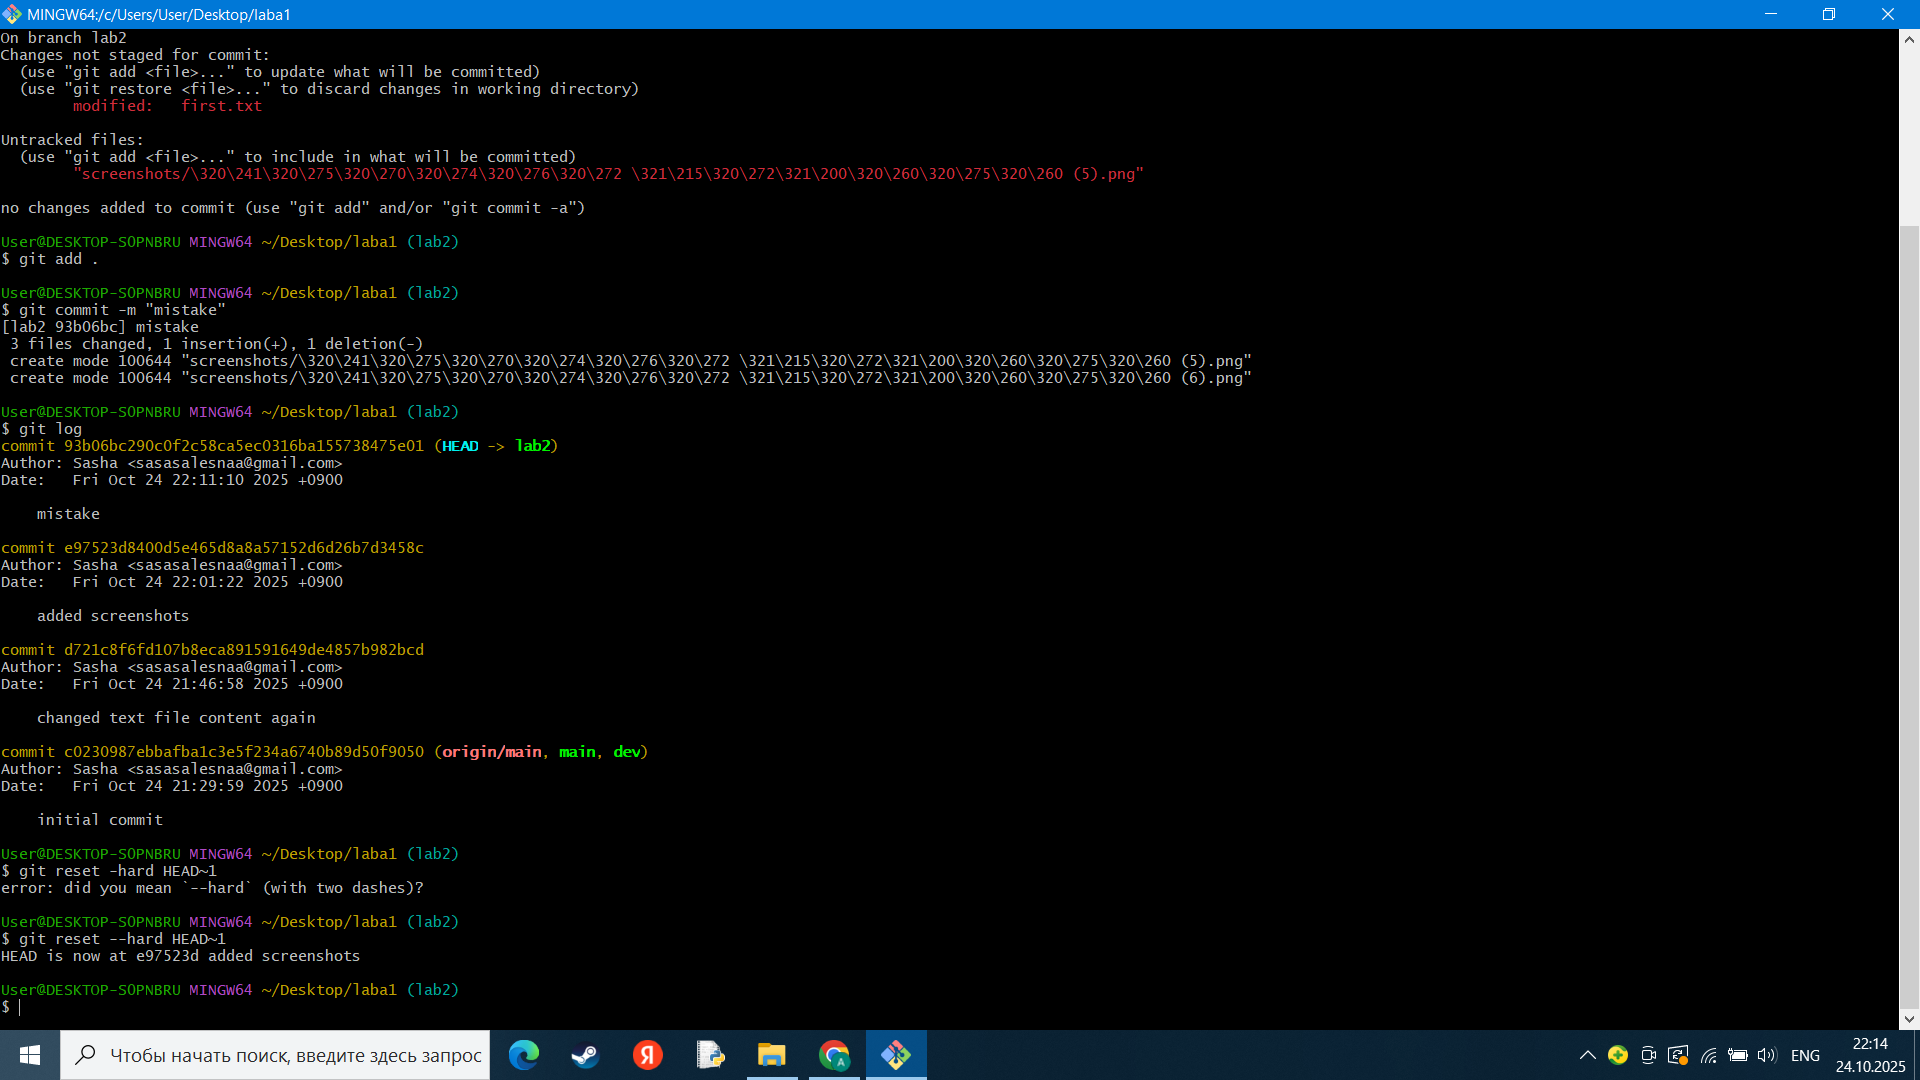 MINGW64:/c/Users/User/Desktop/laba1
On branch lab2
Changes not staged for commit:
  (use "git add <file>..." to update what will be committed)
  (use "git restore <file>..." to discard changes in working directory)
        modified:   first.txt

Untracked files:
  (use "git add <file>..." to include in what will be committed)
        "screenshots/\320\241\320\275\320\270\320\274\320\276\320\272 \321\215\320\272\321\200\320\260\320\275\320\260 (5).png"

no changes added to commit (use "git add" and/or "git commit -a")

User@DESKTOP-SOPNBRU MINGW64 ~/Desktop/laba1 (lab2)
$ git add .

User@DESKTOP-SOPNBRU MINGW64 ~/Desktop/laba1 (lab2)
$ git commit -m "mistake"
[lab2 93b06bc] mistake
 3 files changed, 1 insertion(+), 1 deletion(-)
 create mode 100644 "screenshots/\320\241\320\275\320\270\320\274\320\276\320\272 \321\215\320\272\321\200\320\260\320\275\320\260 (5).png"
 create mode 100644 "screenshots/\320\241\320\275\320\270\320\274\320\276\320\272 \321\215\320\272\321\200\320\260\320\275\320\260 (6).png"

User@DESKTOP-SOPNBRU MINGW64 ~/Desktop/laba1 (lab2)
$ git log
commit 93b06bc290c0f2c58ca5ec0316ba155738475e01 (HEAD -> lab2)
Author: Sasha <sasasalesnaa@gmail.com>
Date:   Fri Oct 24 22:11:10 2025 +0900

    mistake

commit e97523d8400d5e465d8a8a57152d6d26b7d3458c
Author: Sasha <sasasalesnaa@gmail.com>
Date:   Fri Oct 24 22:01:22 2025 +0900

    added screenshots

commit d721c8f6fd107b8eca891591649de4857b982bcd
Author: Sasha <sasasalesnaa@gmail.com>
Date:   Fri Oct 24 21:46:58 2025 +0900

    changed text file content again

commit c0230987ebbafba1c3e5f234a6740b89d50f9050 (origin/main, main, dev)
Author: Sasha <sasasalesnaa@gmail.com>
Date:   Fri Oct 24 21:29:59 2025 +0900

    initial commit

User@DESKTOP-SOPNBRU MINGW64 ~/Desktop/laba1 (lab2)
$ git reset -hard HEAD~1
error: did you mean `--hard` (with two dashes)?

User@DESKTOP-SOPNBRU MINGW64 ~/Desktop/laba1 (lab2)
$ git reset --hard HEAD~1
HEAD is now at e97523d added screenshots

User@DESKTOP-SOPNBRU MINGW64 ~/Desktop/laba1 (lab2)
$
Чтобы начать поиск, введите здесь запрос
Я
A
ENG
22:14
24.10.2025